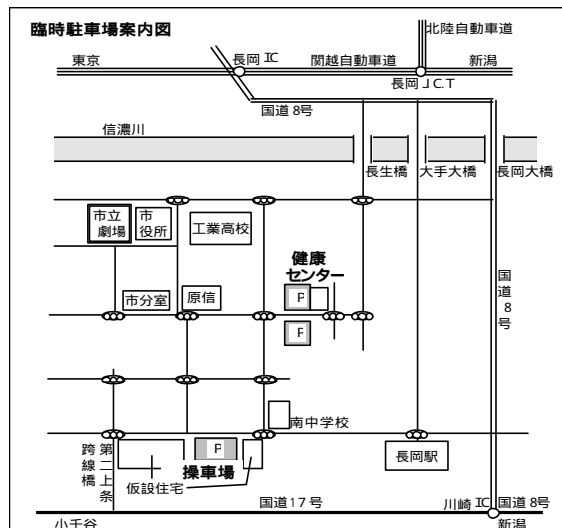 臨時駐車場案内図
北陸自動車道
東京
長岡 IC
関越自動車道
新潟
長岡 J.C.T
国道 8号
信濃川
長生橋
大手大橋
長岡大橋
市立
劇場
市
役所
工業高校
健康
センター
国道8号
市分室
原信
P
P
南中学校
第二上条
跨線橋
P
操車場
長岡駅
仮設住宅
国道17号
川崎 IC
国道8号
小千谷
新潟